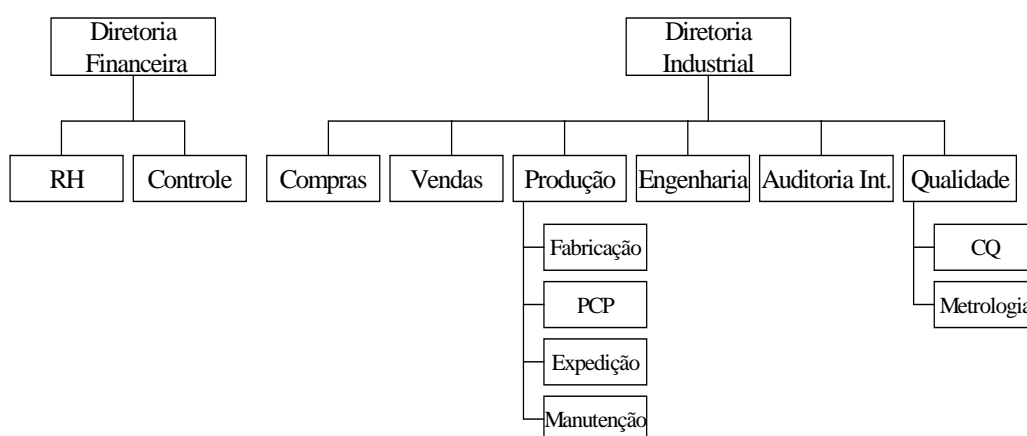 Diretoria
Financeira
Diretoria
Industrial
RH
Controle
Compras
Vendas
Produção
Engenharia
Auditoria Int.
Qualidade
Fabricação
PCP
Expedição
Manutenção
CQ
Metrologia